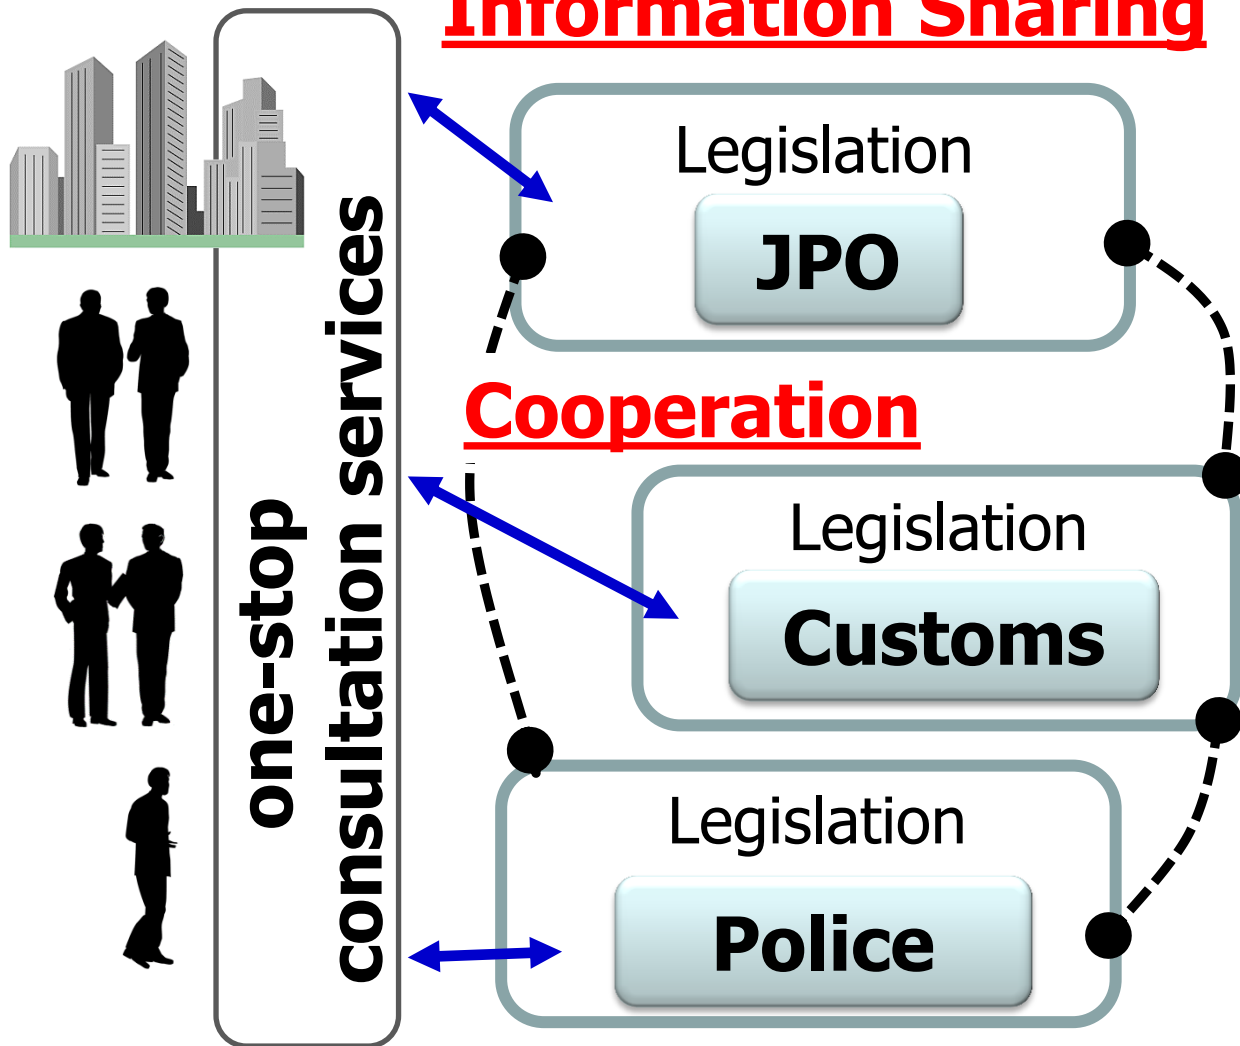 Information Sharing
one-stop
consultation services
Legislation
JPO
Cooperation
Legislation
Customs
Legislation
Police